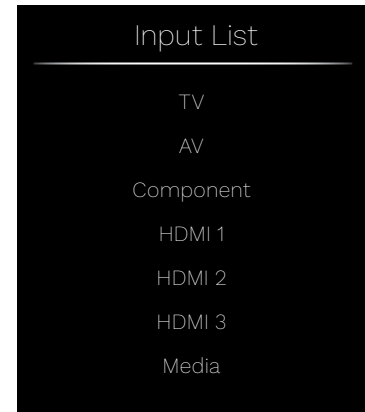 Input List
TV
AV
Component
HDMI 1
HDMI 2
HDMI 3
Media